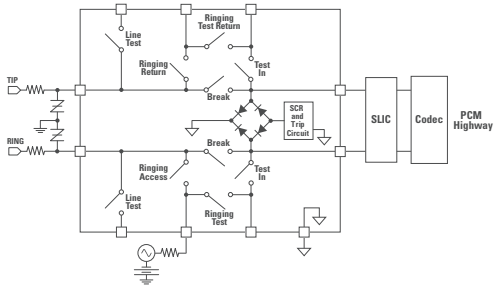 Ringing
Test Return
Line
Test
Ringing
Return
Test
In
TIP
Break
SCR
and
Trip
Circuit
SLIC
Codec
PCM
Highway
RING
Break
Ringing
Access
Test
In
Line
Test
Ringing
Test